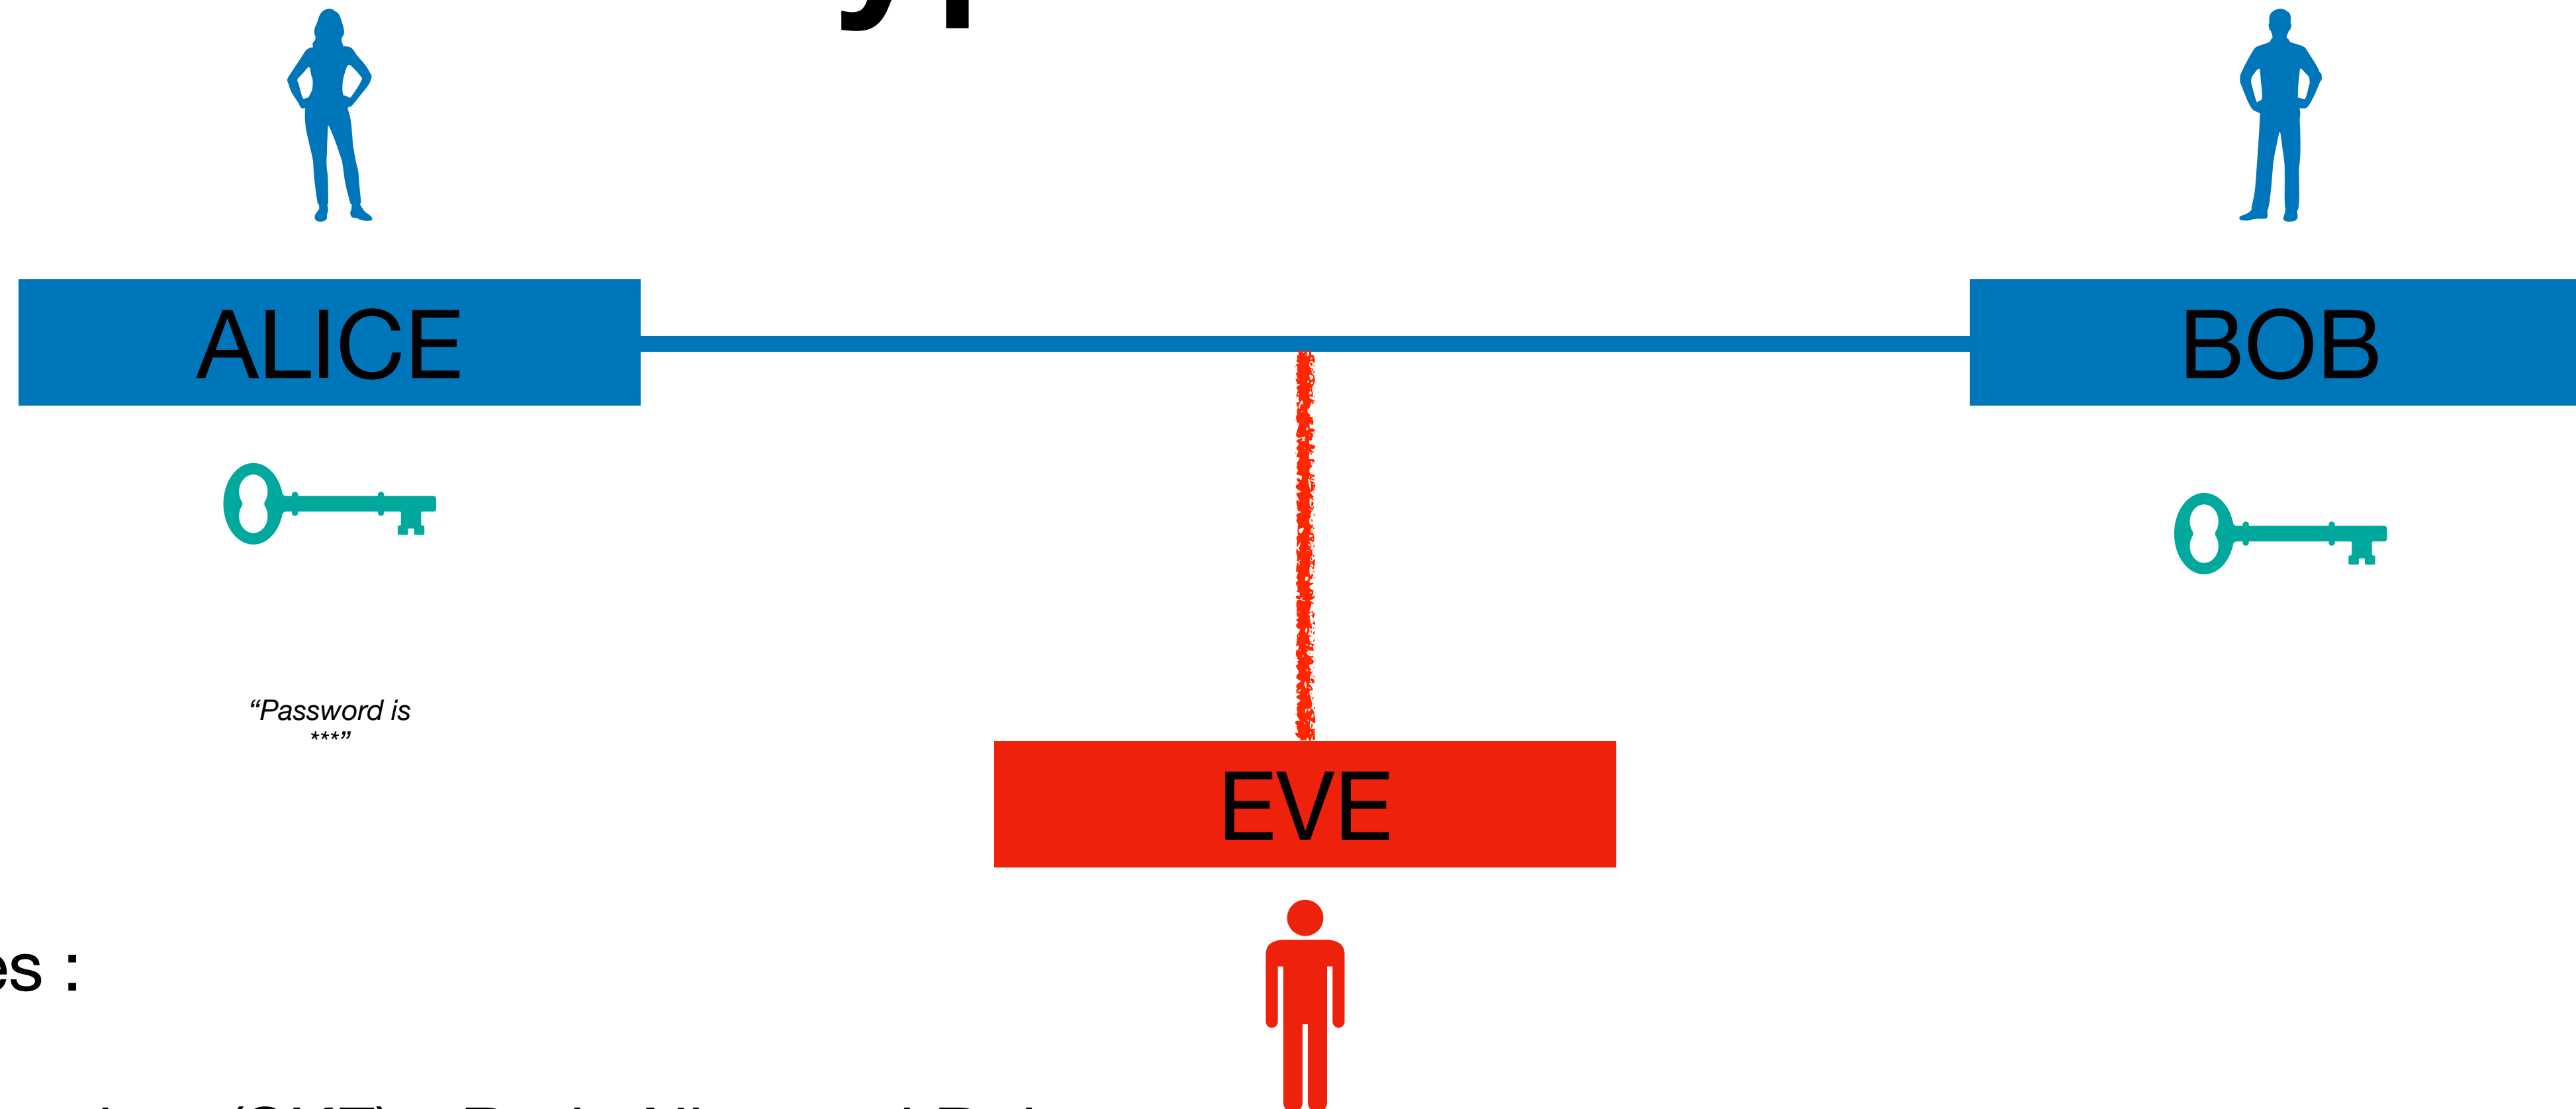 ALICE
BOB
“Password is
***”
EVE
es :